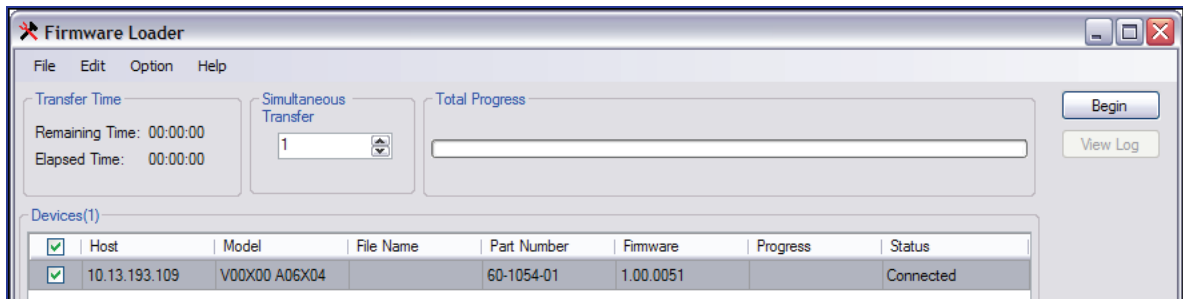 Firmware Loader
File Edit Option Help
Transfer Time
Remaining Time: 00:00:00
Elapsed Time: 00:00:00
Simultaneous
Transfer
1
Total Progress
Begin
View Log
Devices(1)
Host Model File Name Part Number Firmware Progress Status
10.13.193.109 V00X00 A06X04 60-1054-01 1.00.0051 Connected